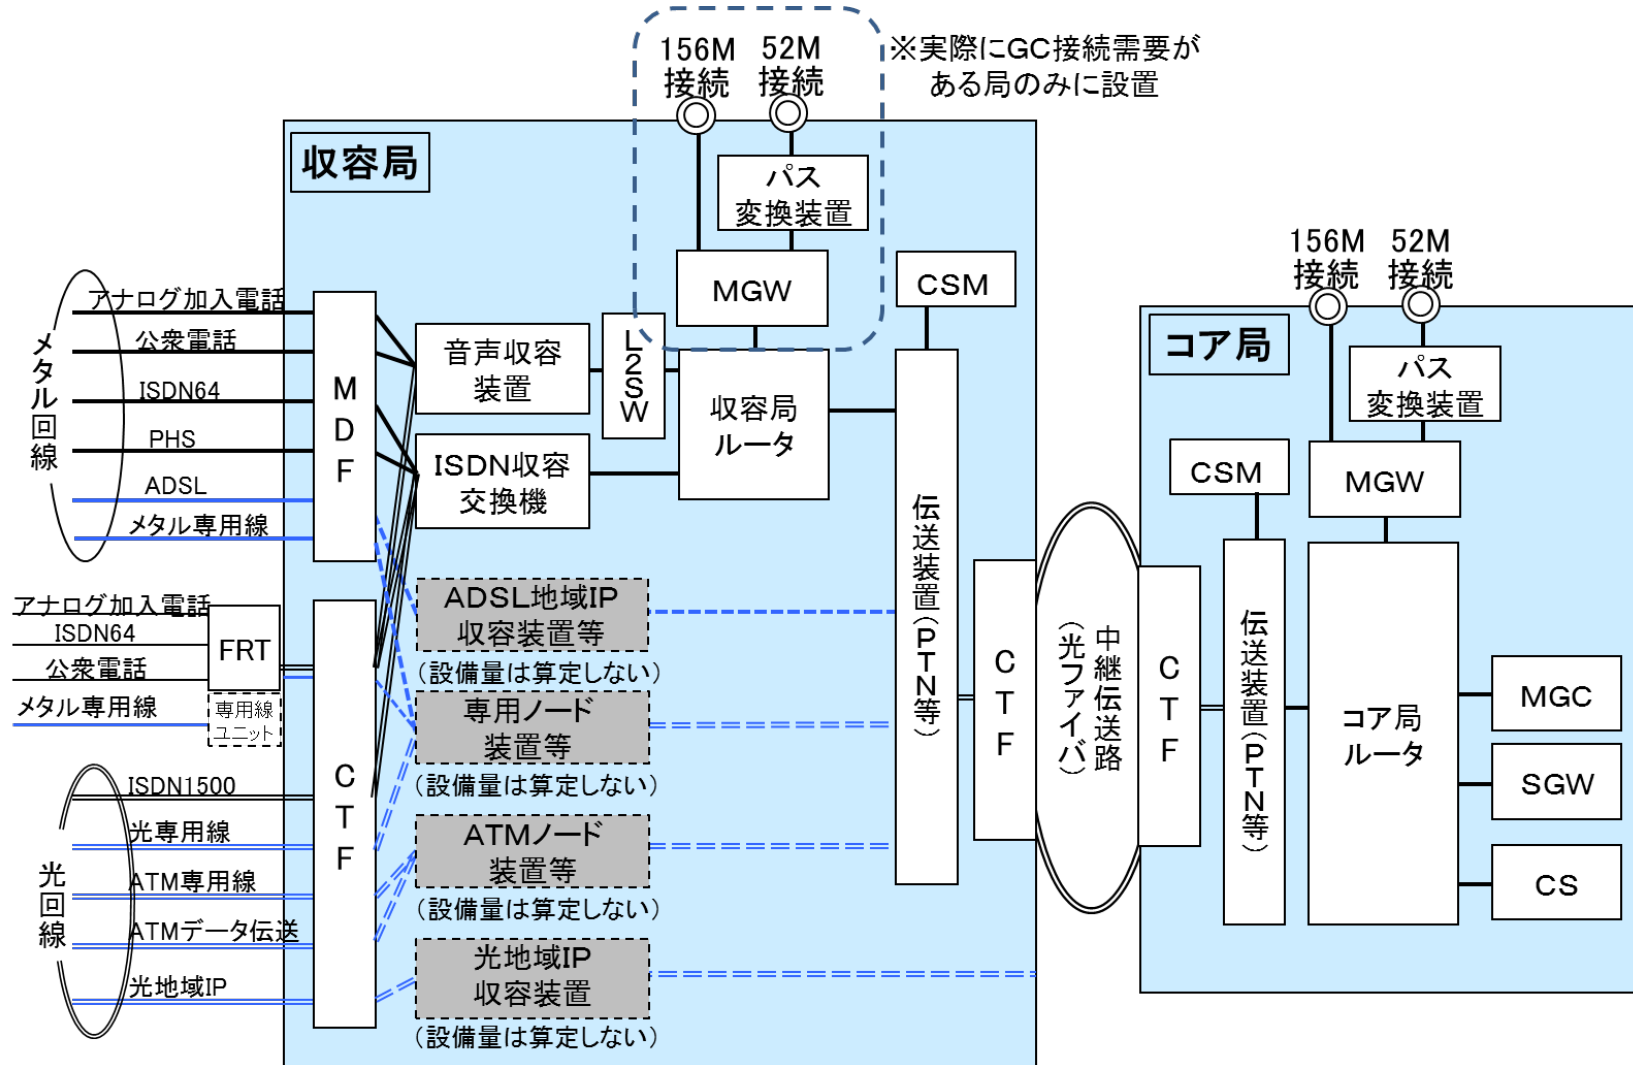 156M
接続
52M
接続
※実際にGC接続需要が
ある局のみに設置
収容局
パス
変換装置
MGW
CSM
アナログ加入電話
公衆電話
ISDN64
PHS
ADSL
メタル専用線
メタル回線
MDF
音声収容
装置
L2SW
収容局
ルータ
ISDN収容
交換機
アナログ加入電話
ISDN64
公衆電話
メタル専用線
FRT
専用線
ユニット
ADSL地域IP
収容装置等
(設備量は算定しない)
専用ノード
装置等
(設備量は算定しない)
ATMノード
装置等
(設備量は算定しない)
光地域IP
収容装置
(設備量は算定しない)
ISDN1500
光専用線
ATM専用線
ATMデータ伝送
光地域IP
光回線
CTF
伝送装置(PTN等)
CTF
中継伝送路
(光ファイバ)
156M
接続
52M
接続
コア局
パス
変換装置
CSM
MGW
CTF
伝送装置(PTN等)
コア局
ルータ
MGC
SGW
CS